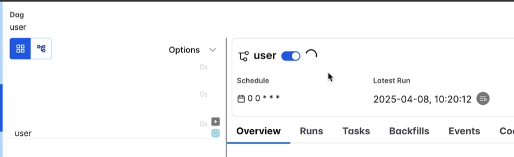 Dag
user
Options
0s
0s
0s
user
user
Schedule
Latest Run
0 0 * * *
2025-04-08, 10:20:12
Overview Runs Tasks Backfills Events